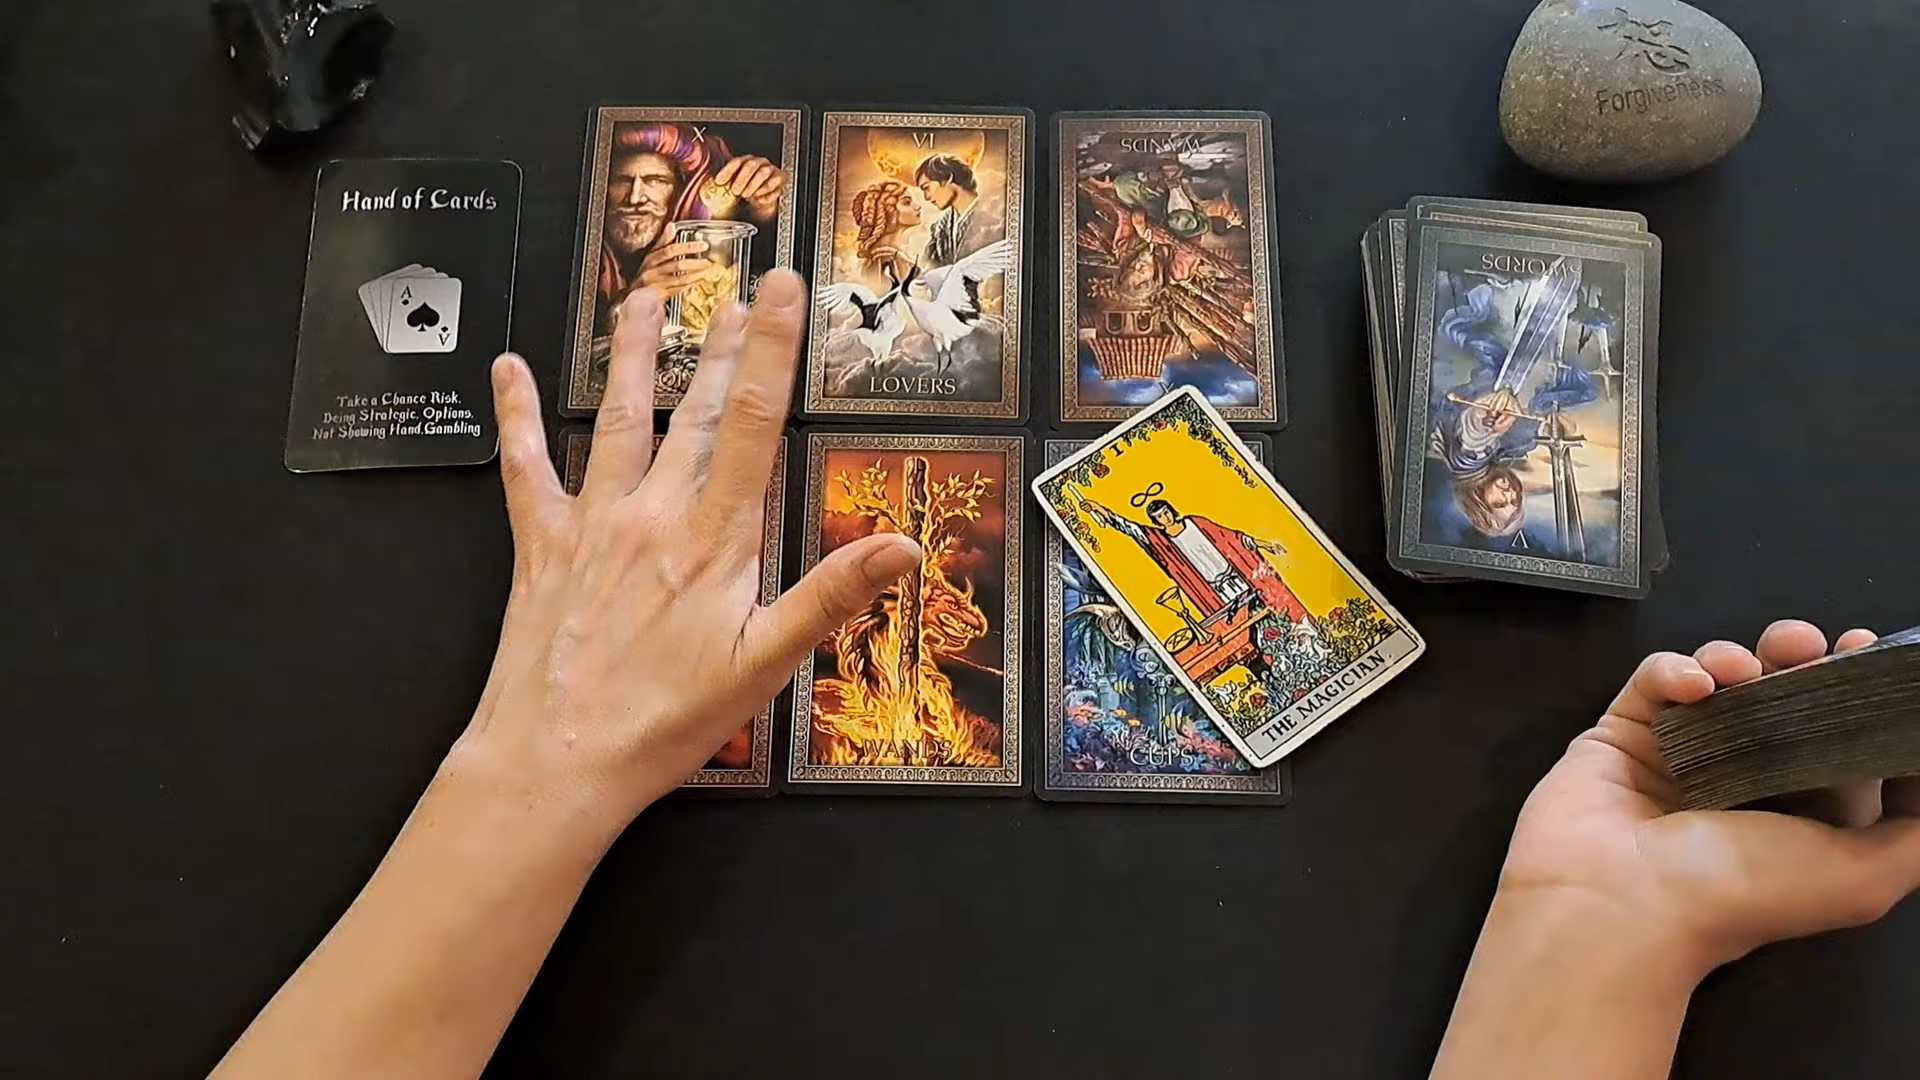 Hand of Cards
A
A
Take a Chance Risk,
Being Strategic, Options,
Not Showing Hand, Gambling
X
VI
LOVERS
WANDS
X
WANDS
I
THE MAGICIAN.
CUPS
SWORDS
V
Forgiveness